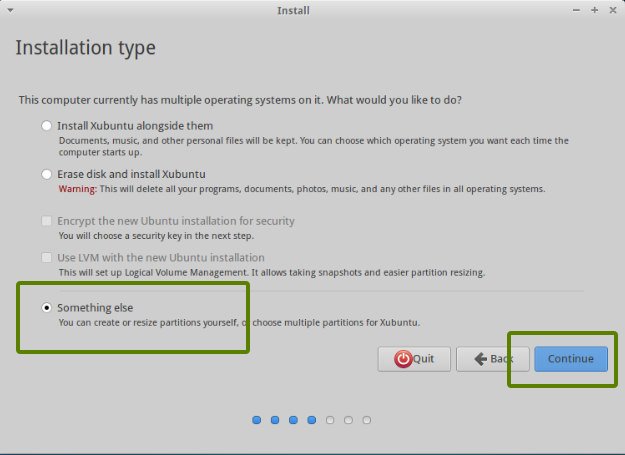 Install
Installation type
This computer currently has multiple operating systems on it. What would you like to do?
Install Xubuntu alongside them
Documents, music, and other personal files will be kept. You can choose which operating system you want each time the
computer starts up.
Erase disk and install Xubuntu
Warning: This will delete all your programs, documents, photos, music, and any other files in all operating systems.
Encrypt the new Ubuntu installation for security
You will choose a security key in the next step.
Use LVM with the new Ubuntu installation
This will set up Logical Volume Management. It allows taking snapshots and easier partition resizing.
Something else
You can create or resize partitions yourself, or choose multiple partitions for Xubuntu.
Quit Back Continue